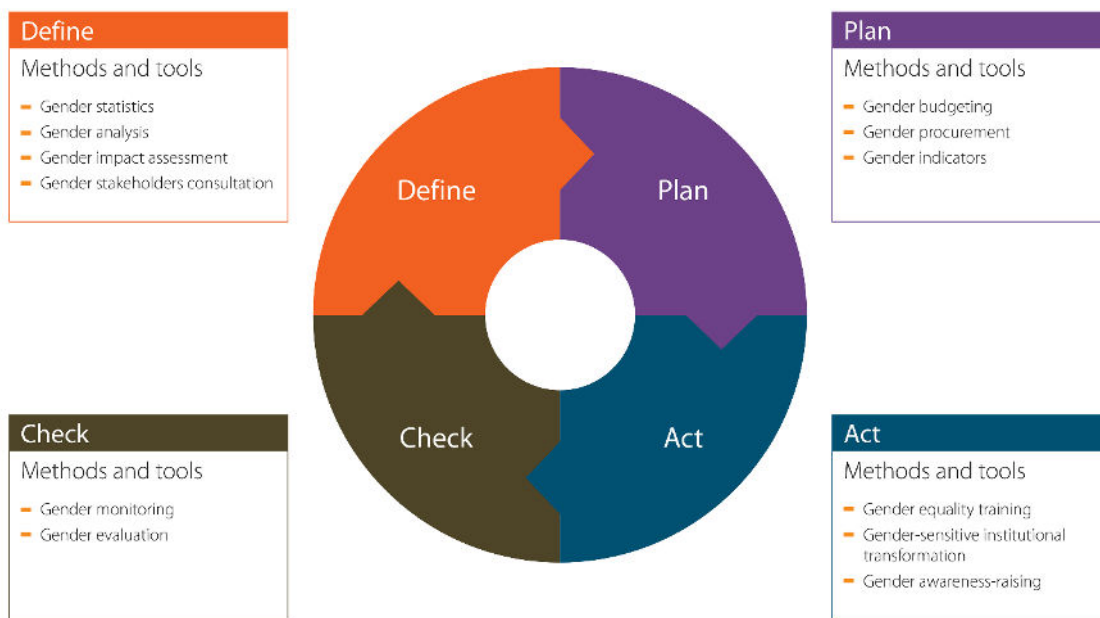 Define
Methods and tools
Gender statistics
Gender analysis
Gender impact assessment
Gender stakeholders consultation
Plan
Methods and tools
Gender budgeting
Gender procurement
Gender indicators
Define
Plan
Check
Act
Check
Methods and tools
Gender monitoring
Gender evaluation
Act
Methods and tools
Gender equality training
Gender-sensitive institutional
transformation
Gender awareness-raising